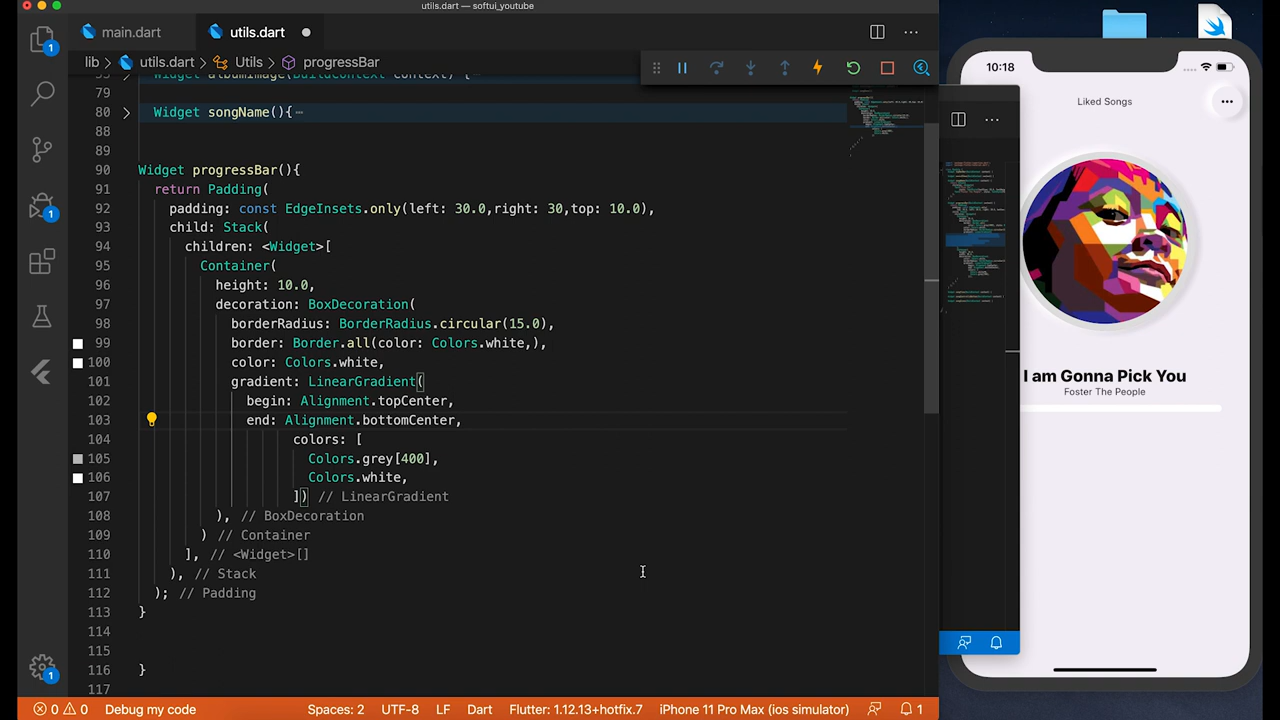 utils.dart — softui_youtube
main.dart
utils.dart
lib > utils.dart > Utils > progressBar
79
80 Widget songName(){
88
89
90 Widget progressBar(){
91 return Padding(
92 padding: const EdgeInsets.only(left: 30.0,right: 30,top: 10.0),
93 child: Stack(
94 children: <Widget>[
95 Container(
96 height: 10.0,
97 decoration: BoxDecoration(
98 borderRadius: BorderRadius.circular(15.0),
99 border: Border.all(color: Colors.white,),
100 color: Colors.white,
101 gradient: LinearGradient(
102 begin: Alignment.topCenter,
103 end: Alignment.bottomCenter,
104 colors: [
105 Colors.grey[400],
106 Colors.white,
107 ]) // LinearGradient
108 ), // BoxDecoration
109 ) // Container
110 ], // <Widget>[]
111 ), // Stack
112 ); // Padding
113 }
114
115
116 }
117
1
1
1
0 0 Debug my code
Spaces: 2
UTF-8
LF
Dart
Flutter: 1.12.13+hotfix.7
iPhone 11 Pro Max (ios simulator)
1
10:18
Liked Songs
I am Gonna Pick You
Foster The People